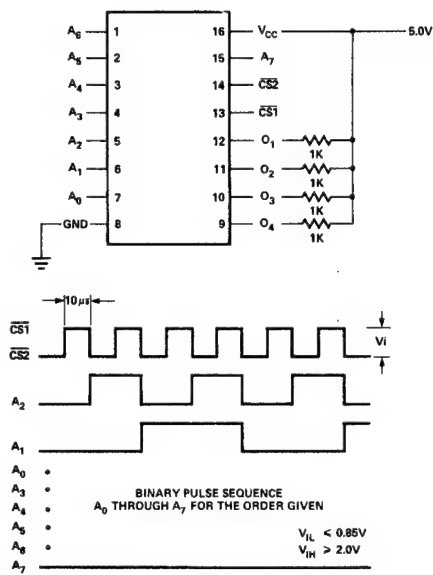 A6 1 16 VCC 5.0V
A5 2 15 A7
A4 3 14 CS2
A3 4 13 CS1
A2 5 12 O1 1K
A1 6 11 O2 1K
A0 7 10 O3 1K
GND 8 9 O4 1K
10 μs
CS1
CS2
Vi
A2
A1
A0
A3
A4
A5
A6
A7
BINARY PULSE SEQUENCE
A0 THROUGH A7 FOR THE ORDER GIVEN
VIL ≤ 0.85V
VIH ≥ 2.0V